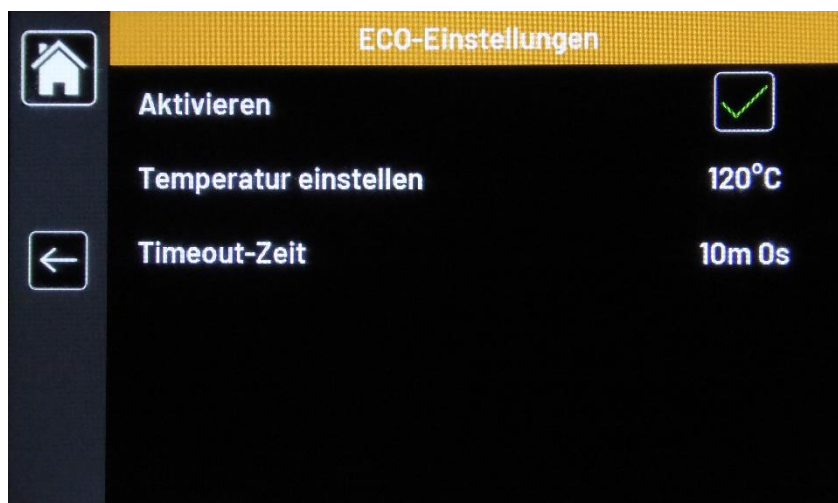 ECO-Einstellungen
Aktivieren
Temperatur einstellen 120°C
Timeout-Zeit 10m 0s